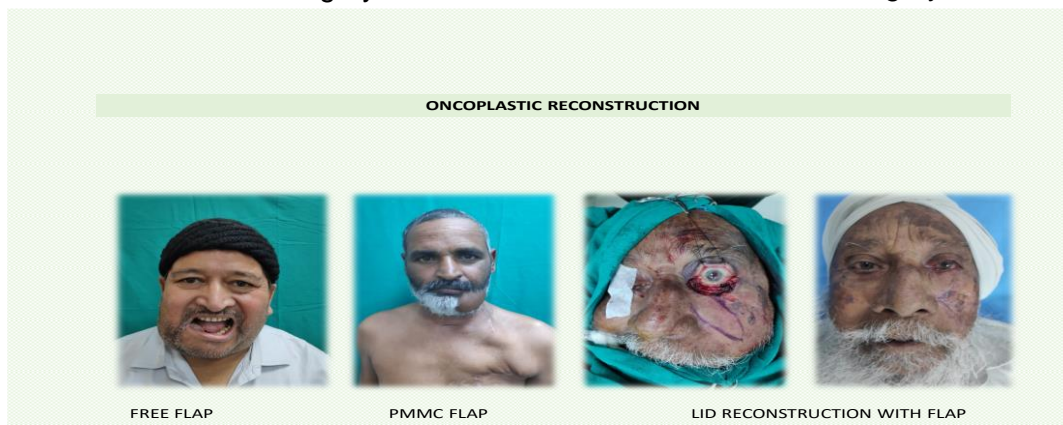 ONCOPLASTIC RECONSTRUCTION
FREE FLAP
PMMC FLAP
LID RECONSTRUCTION WITH FLAP